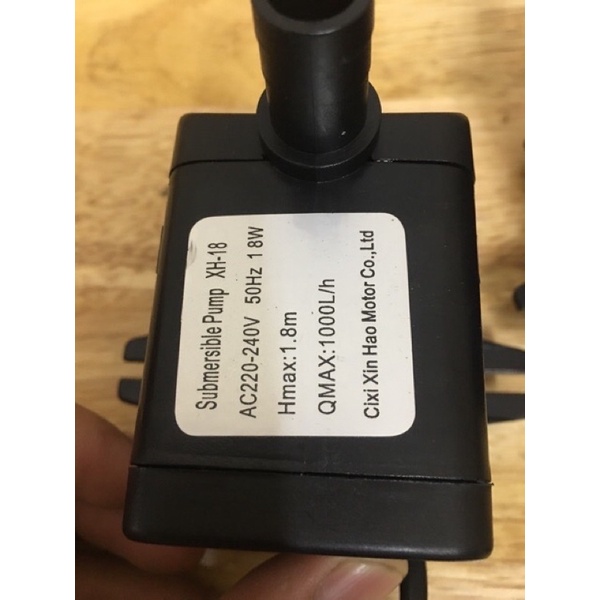 Submersible Pump XH-18
AC220-240V 50Hz 18W
Hmax:1.8m
QMAX:1000L/h
Cixi Xin Hao Motor Co.,Ltd